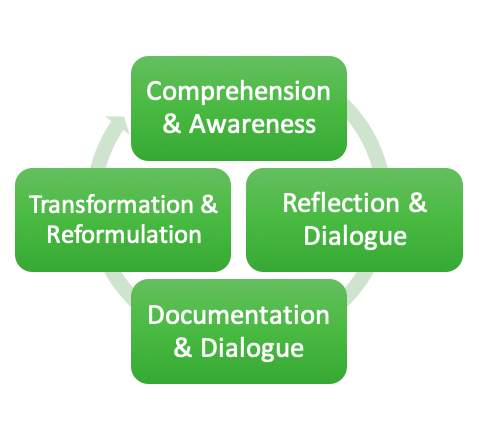 Comprehension
& Awareness
Transformation &
Reformulation
Reflection &
Dialogue
Documentation
& Dialogue